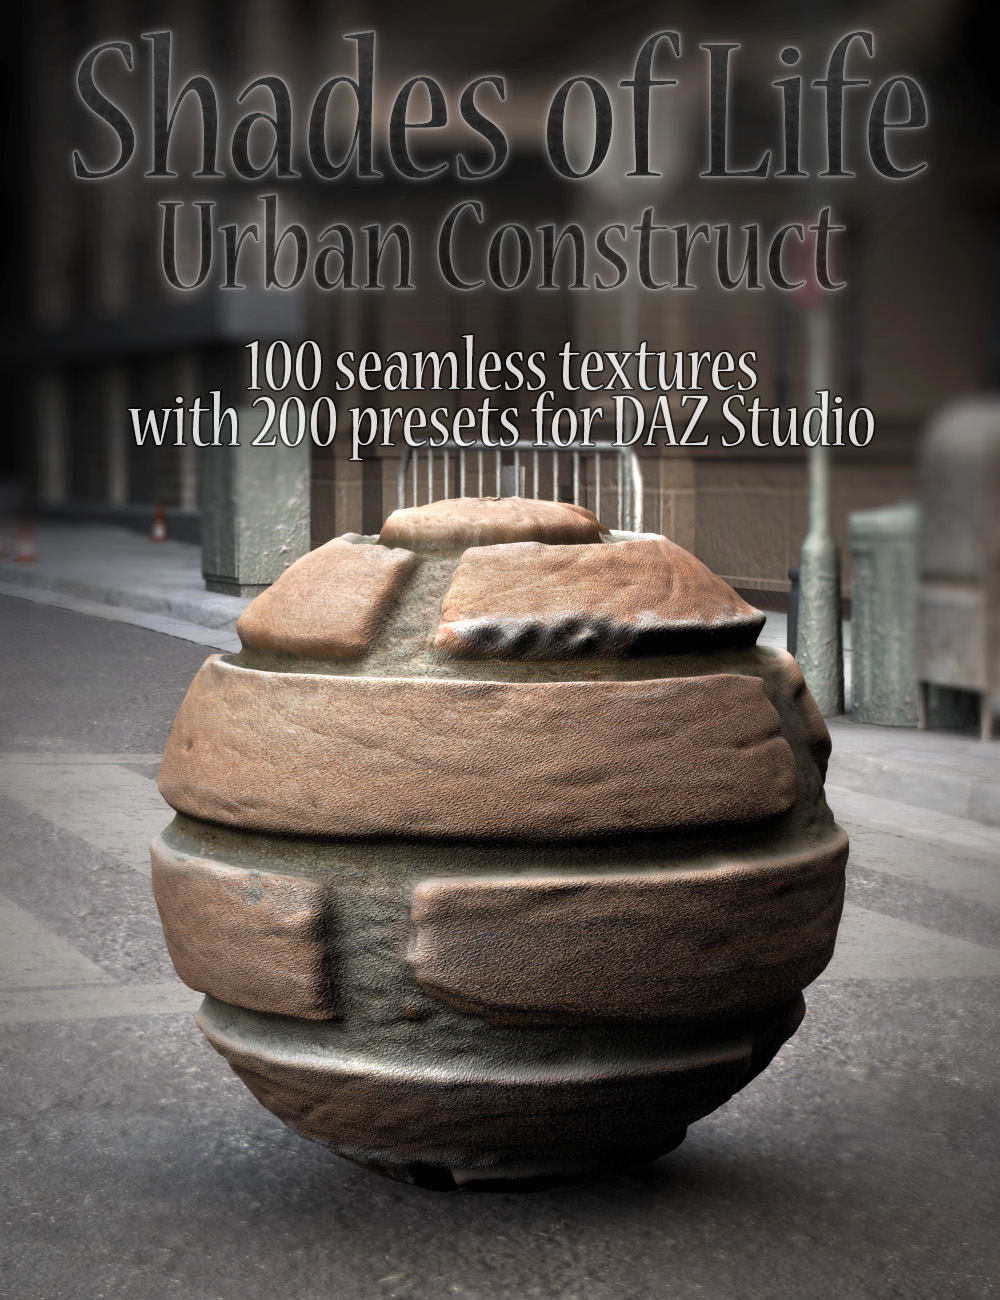 Shades of Life
Urban Construct
100 seamless textures
with 200 presets for DAZ Studio